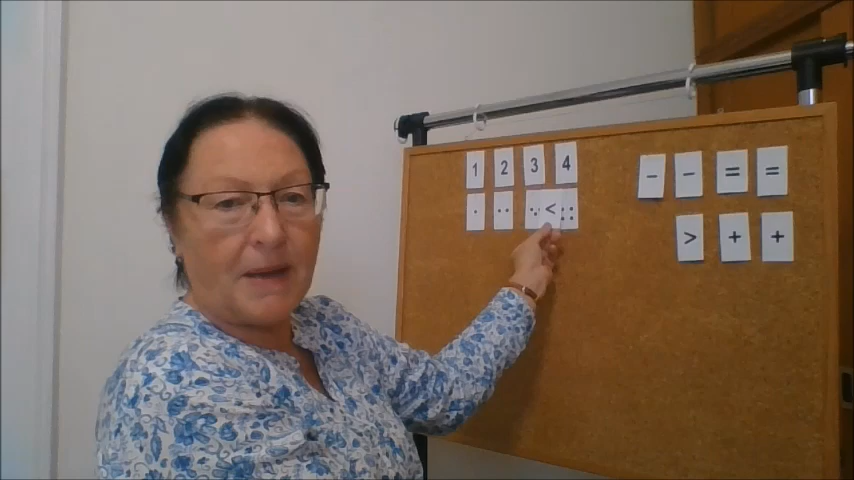 1 2 3 4
<
- - = =
> + +